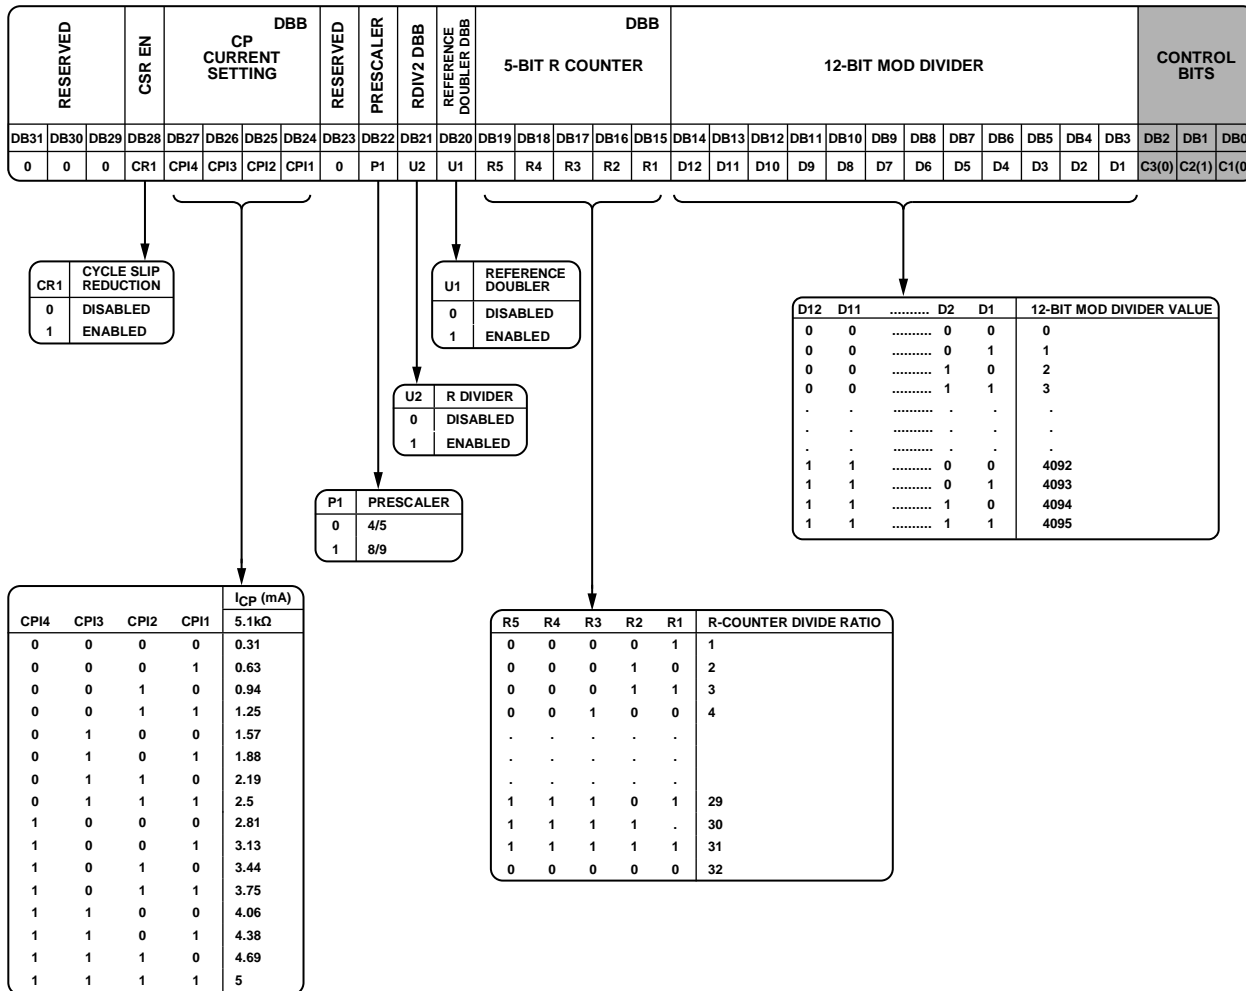 RESERVED
CSR EN
DBB
CP
CURRENT
SETTING
RESERVED
PRESCALER
RDIV2 DBB
REFERENCE
DOUBLER DBB
DBB
5-BIT R COUNTER
12-BIT MOD DIVIDER
CONTROL
BITS
DB31 DB30 DB29 DB28 DB27 DB26 DB25 DB24 DB23 DB22 DB21 DB20 DB19 DB18 DB17 DB16 DB15 DB14 DB13 DB12 DB11 DB10 DB9 DB8 DB7 DB6 DB5 DB4 DB3 DB2 DB1 DB0
0 0 0 CR1 CPI4 CPI3 CPI2 CPI1 0 P1 U2 U1 R5 R4 R3 R2 R1 D12 D11 D10 D9 D8 D7 D6 D5 D4 D3 D2 D1 C3(0) C2(1) C1(0
CR1 CYCLE SLIP
REDUCTION
0 DISABLED
1 ENABLED
U1 REFERENCE
DOUBLER
0 DISABLED
1 ENABLED
U2 R DIVIDER
0 DISABLED
1 ENABLED
P1 PRESCALER
0 4/5
1 8/9
D12 D11 .......... D2 D1 12-BIT MOD DIVIDER VALUE
0 0 .......... 0 0 0
0 0 .......... 0 1 1
0 0 .......... 1 0 2
0 0 .......... 1 1 3
. . .......... . . .
. . .......... . . .
. . .......... . . .
1 1 .......... 0 0 4092
1 1 .......... 0 1 4093
1 1 .......... 1 0 4094
1 1 .......... 1 1 4095
ICP (mA)
CPI4 CPI3 CPI2 CPI1 5.1kΩ
0 0 0 0 0.31
0 0 0 1 0.63
0 0 1 0 0.94
0 0 1 1 1.25
0 1 0 0 1.57
0 1 0 1 1.88
0 1 1 0 2.19
0 1 1 1 2.5
1 0 0 0 2.81
1 0 0 1 3.13
1 0 1 0 3.44
1 0 1 1 3.75
1 1 0 0 4.06
1 1 0 1 4.38
1 1 1 0 4.69
1 1 1 1 5
R5 R4 R3 R2 R1 R-COUNTER DIVIDE RATIO
0 0 0 0 1 1
0 0 0 1 0 2
0 0 0 1 1 3
0 0 1 0 0 4
. . . . .
. . . . .
. . . . .
1 1 1 0 1 29
1 1 1 1 . 30
1 1 1 1 1 31
0 0 0 0 0 32